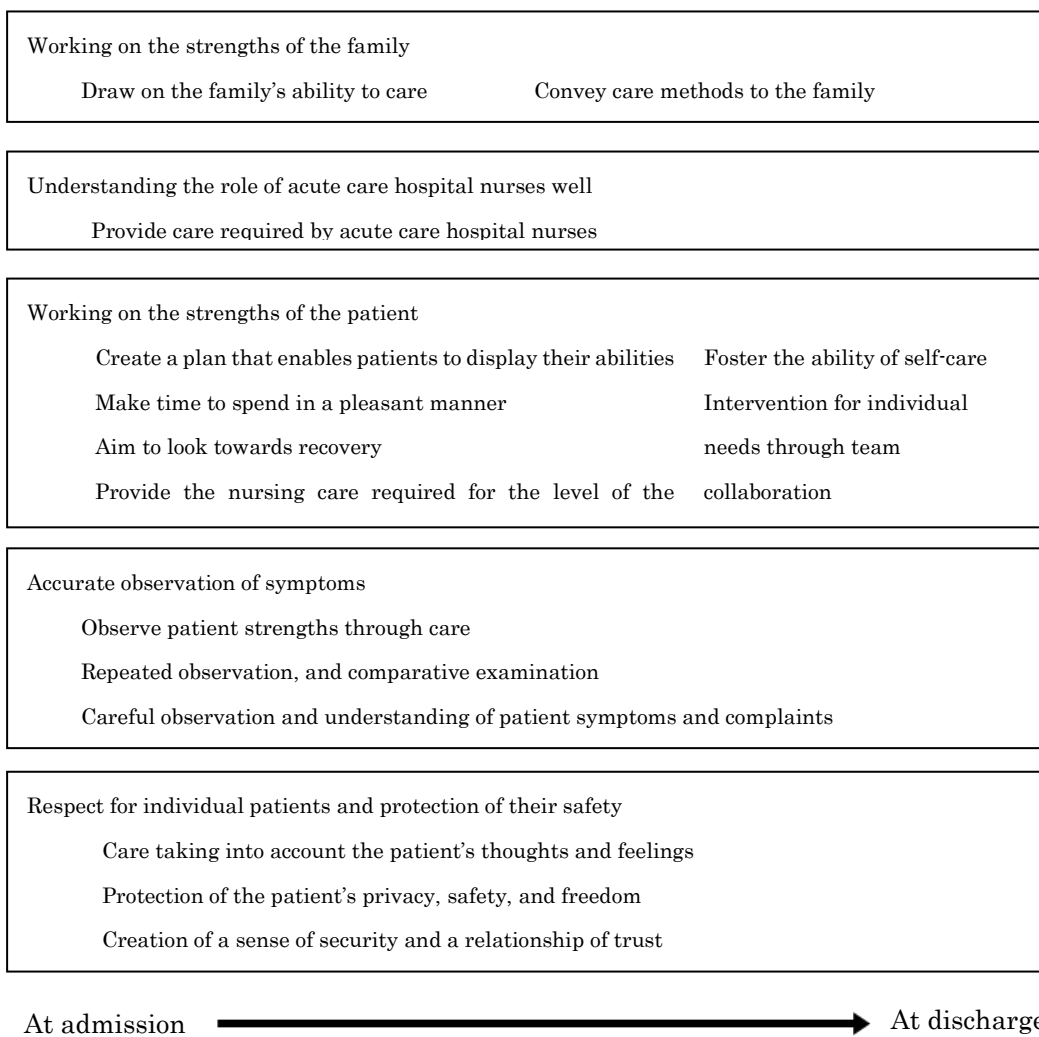 Working on the strengths of the family
Draw on the family’s ability to care Convey care methods to the family
Understanding the role of acute care hospital nurses well
Provide care required by acute care hospital nurses
Working on the strengths of the patient
Create a plan that enables patients to display their abilities
Make time to spend in a pleasant manner
Aim to look towards recovery
Provide the nursing care required for the level of the
Foster the ability of self-care
Intervention for individual
needs through team
collaboration
Accurate observation of symptoms
Observe patient strengths through care
Repeated observation, and comparative examination
Careful observation and understanding of patient symptoms and complaints
Respect for individual patients and protection of their safety
Care taking into account the patient’s thoughts and feelings
Protection of the patient’s privacy, safety, and freedom
Creation of a sense of security and a relationship of trust
At admission At discharge